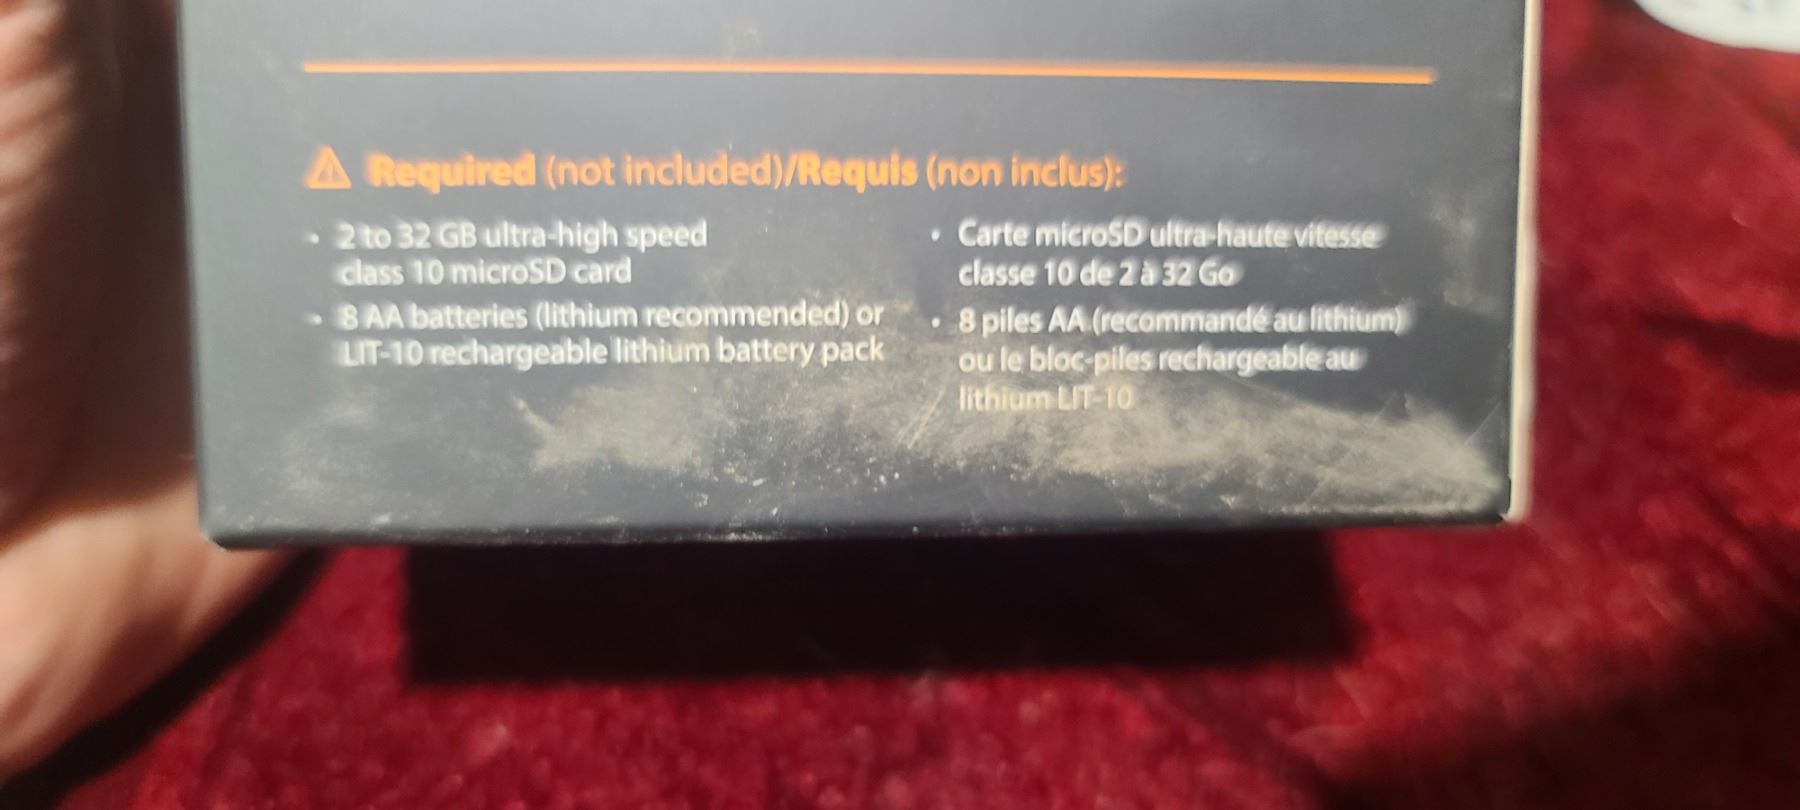 Required (not included)/Requis (non inclus):
• 2 to 32 GB ultra-high speed
class 10 microSD card
• 8 AA batteries (lithium recommended) or
LIT-10 rechargeable lithium battery pack
• Carte microSD ultra-haute vitesse
classe 10 de 2 à 32 Go
• 8 piles AA (recommandé au lithium)
ou le bloc-piles rechargeable au
lithium LIT-10